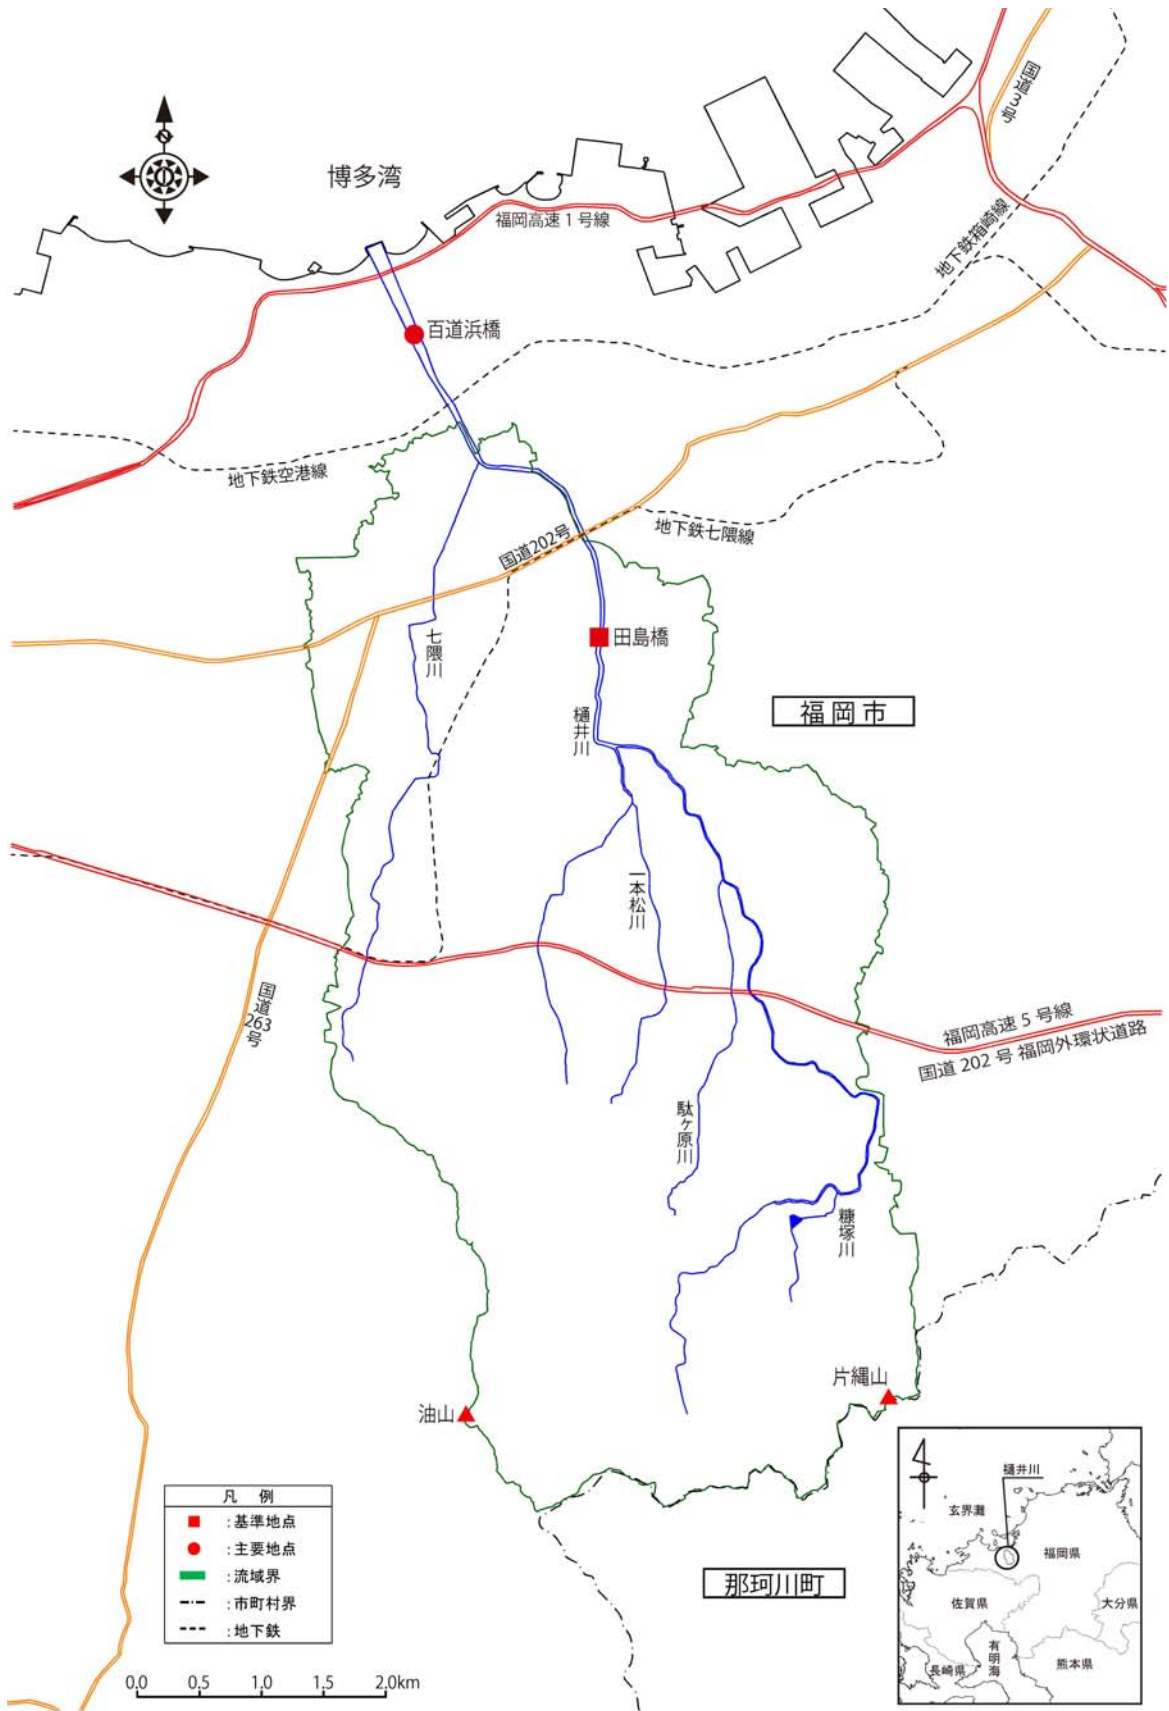 国道3号
博多湾
福岡高速1号線
地下鉄箱崎線
百道浜橋
地下鉄空港線
地下鉄七隈線
国道202号
七隈川
田島橋
樋井川
福岡市
一本松川
国道
263
号
福岡高速5号線
国道202号 福岡外環状道路
駄ヶ原川
糠塚川
片縄山
油山
那珂川町
凡 例
:基準地点
:主要地点
:流域界
:市町村界
:地下鉄
0.0 0.5 1.0 1.5 2.0km
樋井川
玄界灘
福岡県
佐賀県
大分県
有明海
長崎県
熊本県